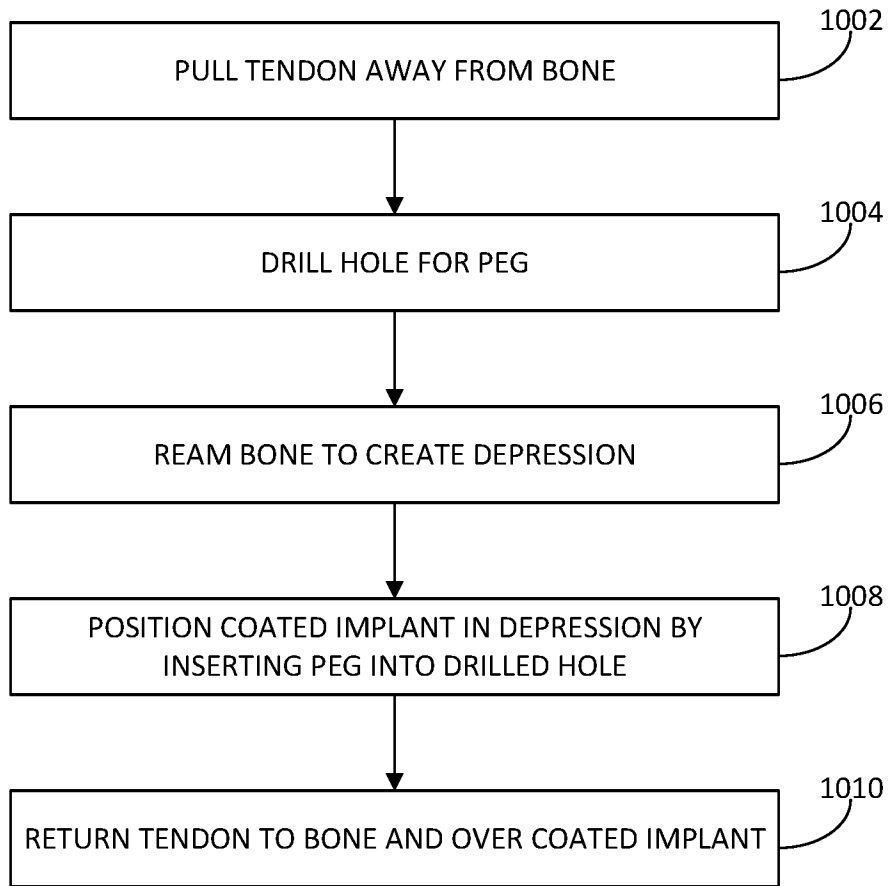 1002
PULL TENDON AWAY FROM BONE
1004
DRILL HOLE FOR PEG
1006
REAM BONE TO CREATE DEPRESSION
1008
POSITION COATED IMPLANT IN DEPRESSION BY
INSERTING PEG INTO DRILLED HOLE
1010
RETURN TENDON TO BONE AND OVER COATED IMPLANT